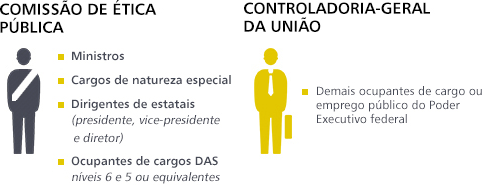 COMISSÃO DE ÉTICA
PÚBLICA
Ministros
Cargos de natureza especial
Dirigentes de estatais
(presidente, vice-presidente
e diretor)
Ocupantes de cargos DAS
níveis 6 e 5 ou equivalentes
CONTROLADORIA-GERAL
DA UNIÃO
Demais ocupantes de cargo ou
emprego público do Poder
Executivo federal